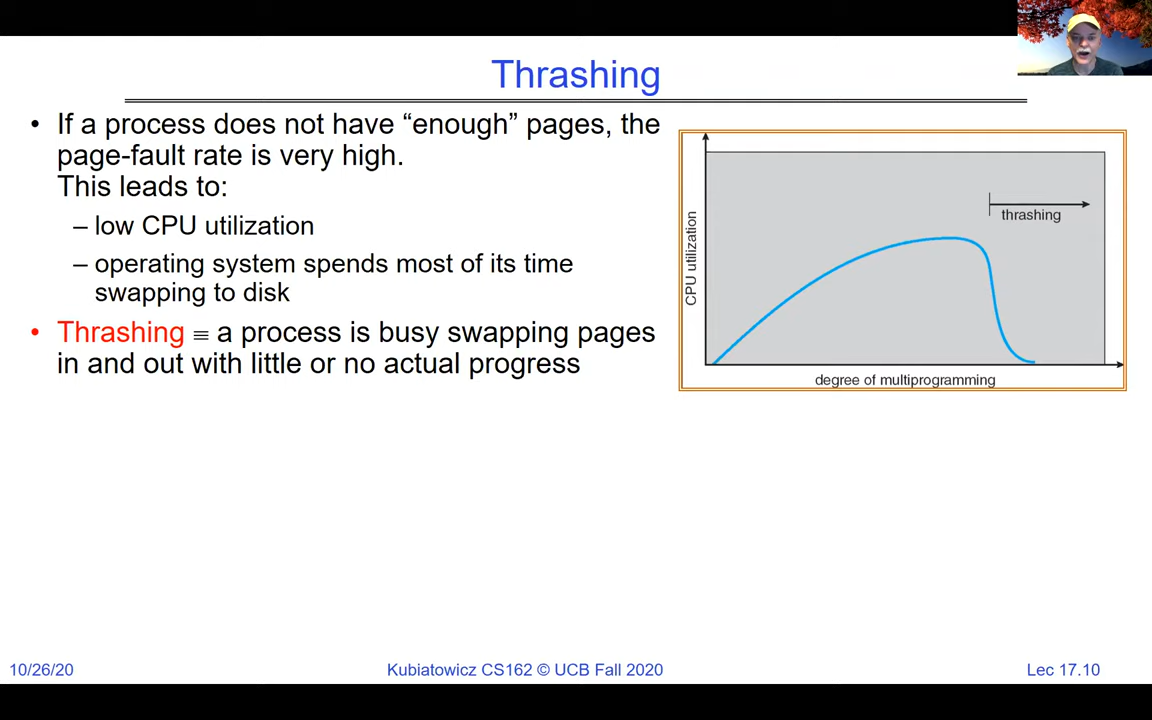 Thrashing
• If a process does not have “enough” pages, the
page-fault rate is very high.
This leads to:
– low CPU utilization
– operating system spends most of its time
swapping to disk
• Thrashing ≡ a process is busy swapping pages
in and out with little or no actual progress
CPU utilization
thrashing
degree of multiprogramming
10/26/20
Kubiatowicz CS162 © UCB Fall 2020
Lec 17.10